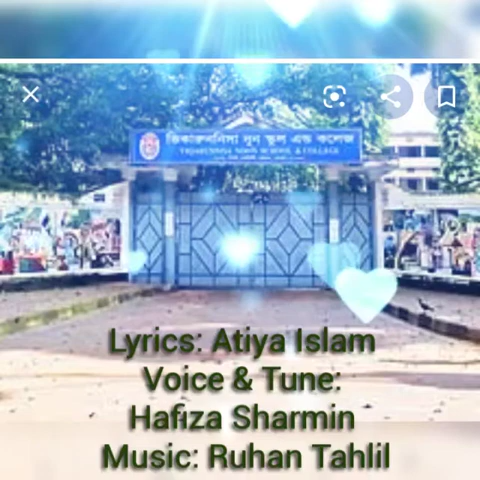 ভিকারুননিসা নূন স্কুল এন্ড কলেজ
VIQARUNNISA NOON SCHOOL & COLLEGE
Lyrics: Atiya Islam
Voice & Tune:
Hafiza Sharmin
Music: Ruhan Tahlil